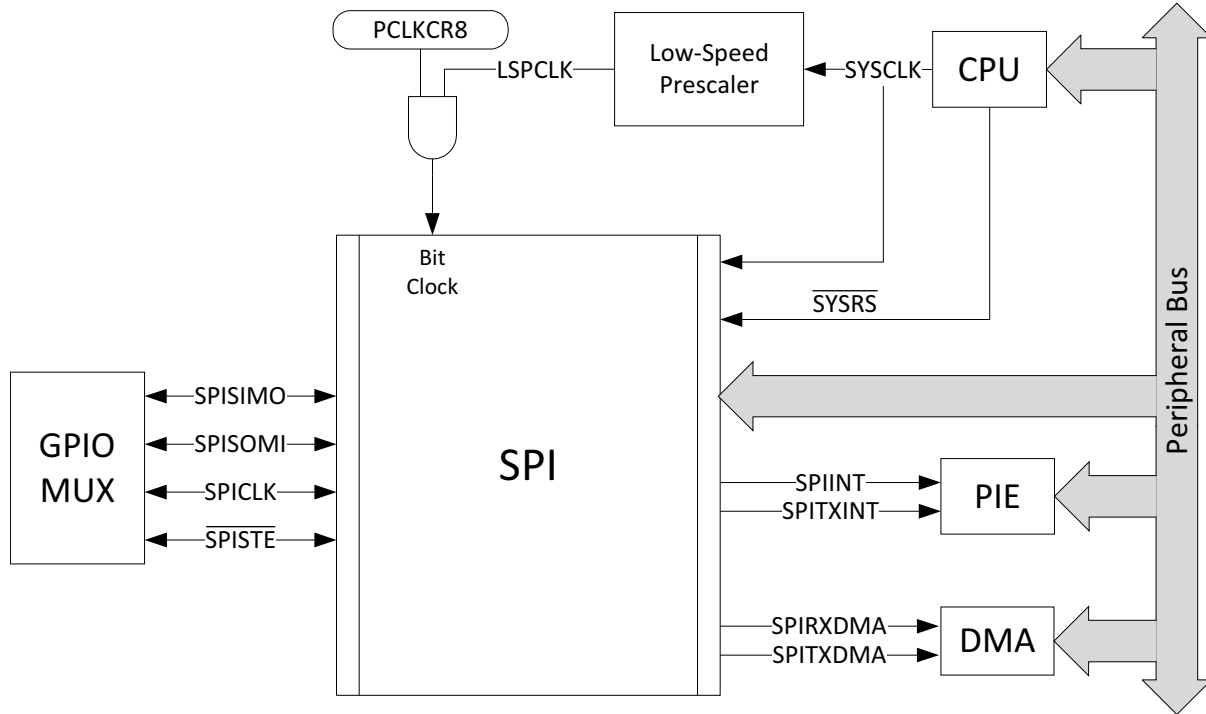 PCLKCR8
LSPCLK
Low-Speed
Prescaler
SYSCLK
CPU
Bit
Clock
SYSRS
Peripheral Bus
GPIO
MUX
SPISIMO
SPISOMI
SPICLK
SPISTE
SPI
SPIINT
SPITXINT
PIE
SPIRXDMA
SPITXDMA
DMA